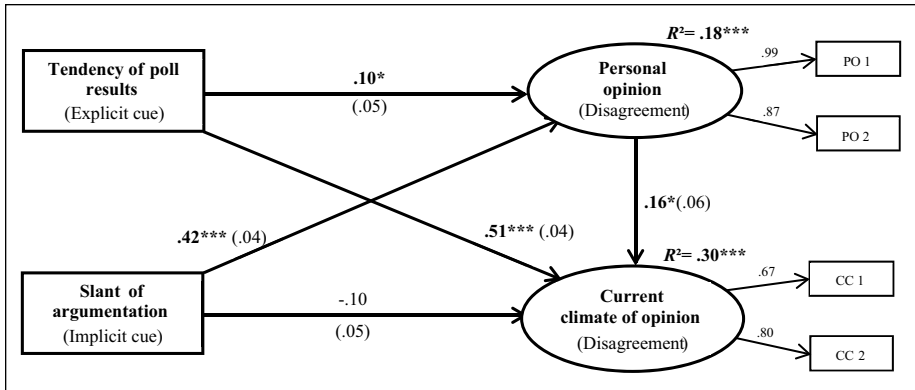 R²= .18***
Tendency of poll
results
(Explicit cue)
.10*
(.05)
Personal
opinion
(Disagreement)
.99
PO 1
.87
PO 2
.16*(.06)
.42*** (.04)
.51*** (.04)
R²= .30***
Slant of
argumentation
(Implicit cue)
-.10
(.05)
Current
climate of opinion
(Disagreement)
.67
CC 1
.80
CC 2